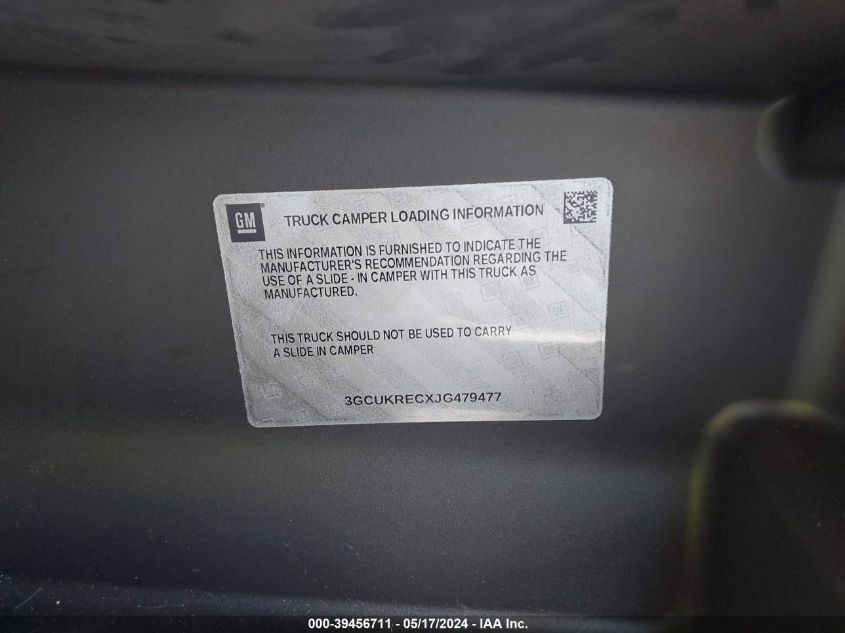 GM
TRUCK CAMPER LOADING INFORMATION
THIS INFORMATION IS FURNISHED TO INDICATE THE
MANUFACTURER'S RECOMMENDATION REGARDING THE
USE OF A SLIDE - IN CAMPER WITH THIS TRUCK AS
MANUFACTURED.
THIS TRUCK SHOULD NOT BE USED TO CARRY
A SLIDE IN CAMPER
3GCUKRECXJG479477
000-39456711 - 05/17/2024 - IAA Inc.